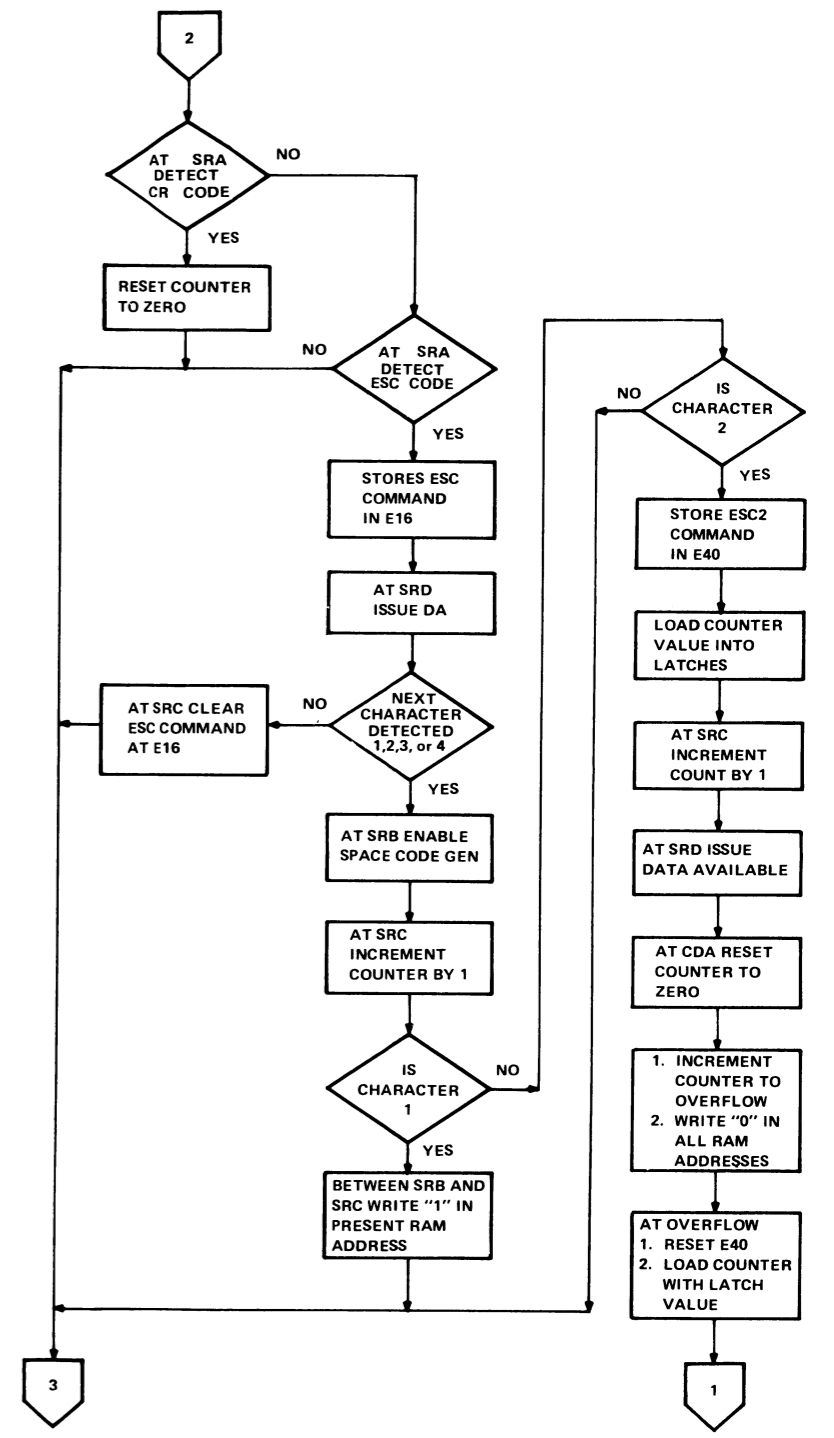 2
AT SRA
DETECT
CR CODE
NO
YES
RESET COUNTER
TO ZERO
AT SRA
DETECT
ESC CODE
NO
YES
STORES ESC
COMMAND
IN E16
AT SRD
ISSUE DA
NEXT
CHARACTER
DETECTED
1,2,3, or 4
NO
AT SRC CLEAR
ESC COMMAND
AT E16
YES
AT SRB ENABLE
SPACE CODE GEN
AT SRC
INCREMENT
COUNTER BY 1
IS
CHARACTER
1
NO
YES
BETWEEN SRB AND
SRC WRITE "1" IN
PRESENT RAM
ADDRESS
3
IS
CHARACTER
2
NO
YES
STORE ESC2
COMMAND
IN E40
LOAD COUNTER
VALUE INTO
LATCHES
AT SRC
INCREMENT
COUNT BY 1
AT SRD ISSUE
DATA AVAILABLE
AT CDA RESET
COUNTER TO
ZERO
1. INCREMENT
COUNTER TO
OVERFLOW
2. WRITE "0" IN
ALL RAM
ADDRESSES
AT OVERFLOW
1. RESET E40
2. LOAD COUNTER
WITH LATCH
VALUE
1